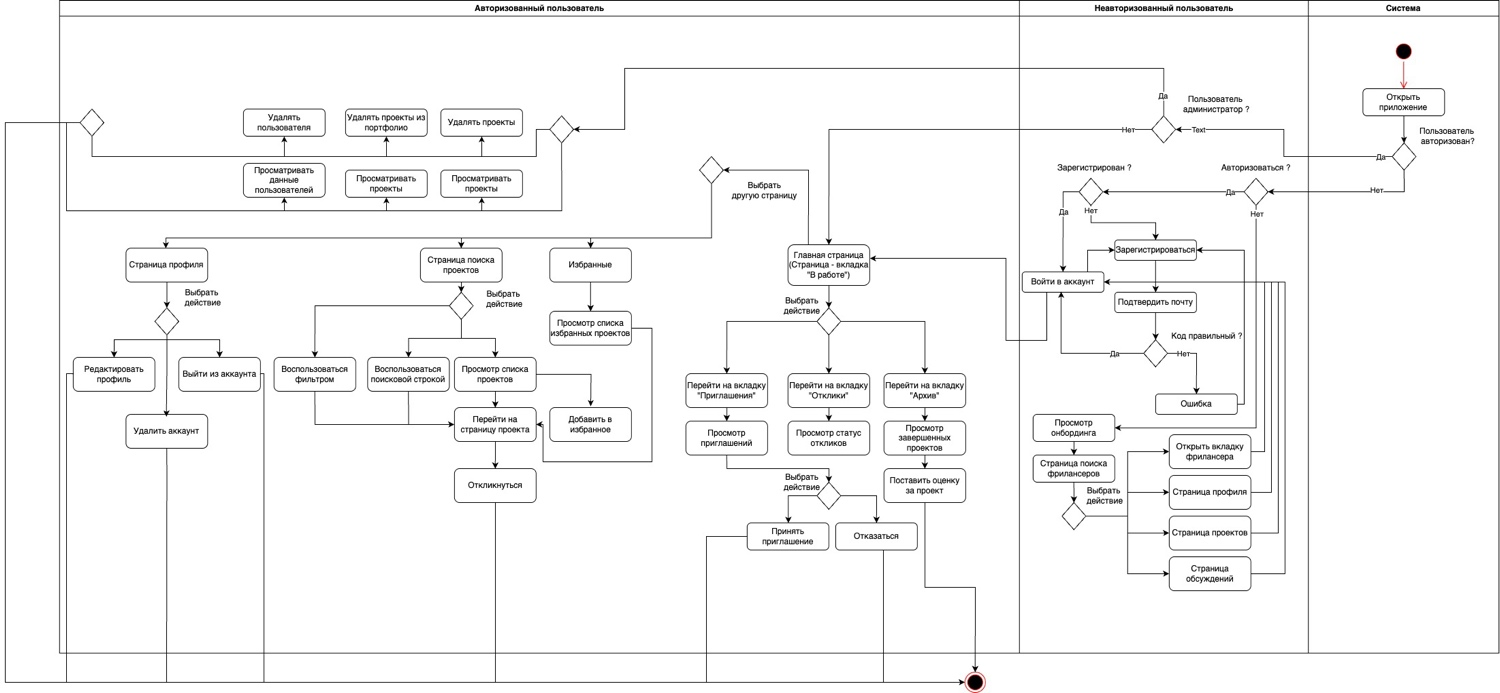 Авторизованный пользователь
Неавторизованный пользователь
Система
Открыть
приложение
Пользователь
авторизован?
Да
Нет
Пользователь
администратор ?
Да
Нет
Text
Авторизоваться ?
Да
Нет
Зарегистрирован ?
Да
Нет
Зарегистрироваться
Войти в аккаунт
Подтвердить почту
Код правильный ?
Да
Нет
Ошибка
Просмотр
онбординга
Страница поиска
фрилансеров
Выбрать
действие
Открыть вкладку
фрилансера
Страница профиля
Страница проектов
Страница
обсуждений
Удалять
пользователя
Удалять проекты из
портфолио
Удалять проекты
Просматривать
данные
пользователей
Просматривать
проекты
Просматривать
проекты
Выбрать
другую страницу
Главная страница
(Страница - вкладка
"В работе")
Выбрать
действие
Страница профиля
Выбрать
действие
Редактировать
профиль
Выйти из аккаунта
Удалить аккаунт
Страница поиска
проектов
Выбрать
действие
Воспользоваться
фильтром
Воспользоваться
поисковой строкой
Просмотр списка
проектов
Перейти на
страницу проекта
Откликнуться
Избранные
Просмотр списка
избранных проектов
Добавить в
избранное
Перейти на вкладку
"Приглашения"
Перейти на вкладку
"Отклики"
Перейти на вкладку
"Архив"
Просмотр
приглашений
Просмотр статус
откликов
Просмотр
завершенных
проектов
Выбрать
действие
Поставить оценку
за проект
Принять
приглашение
Отказаться